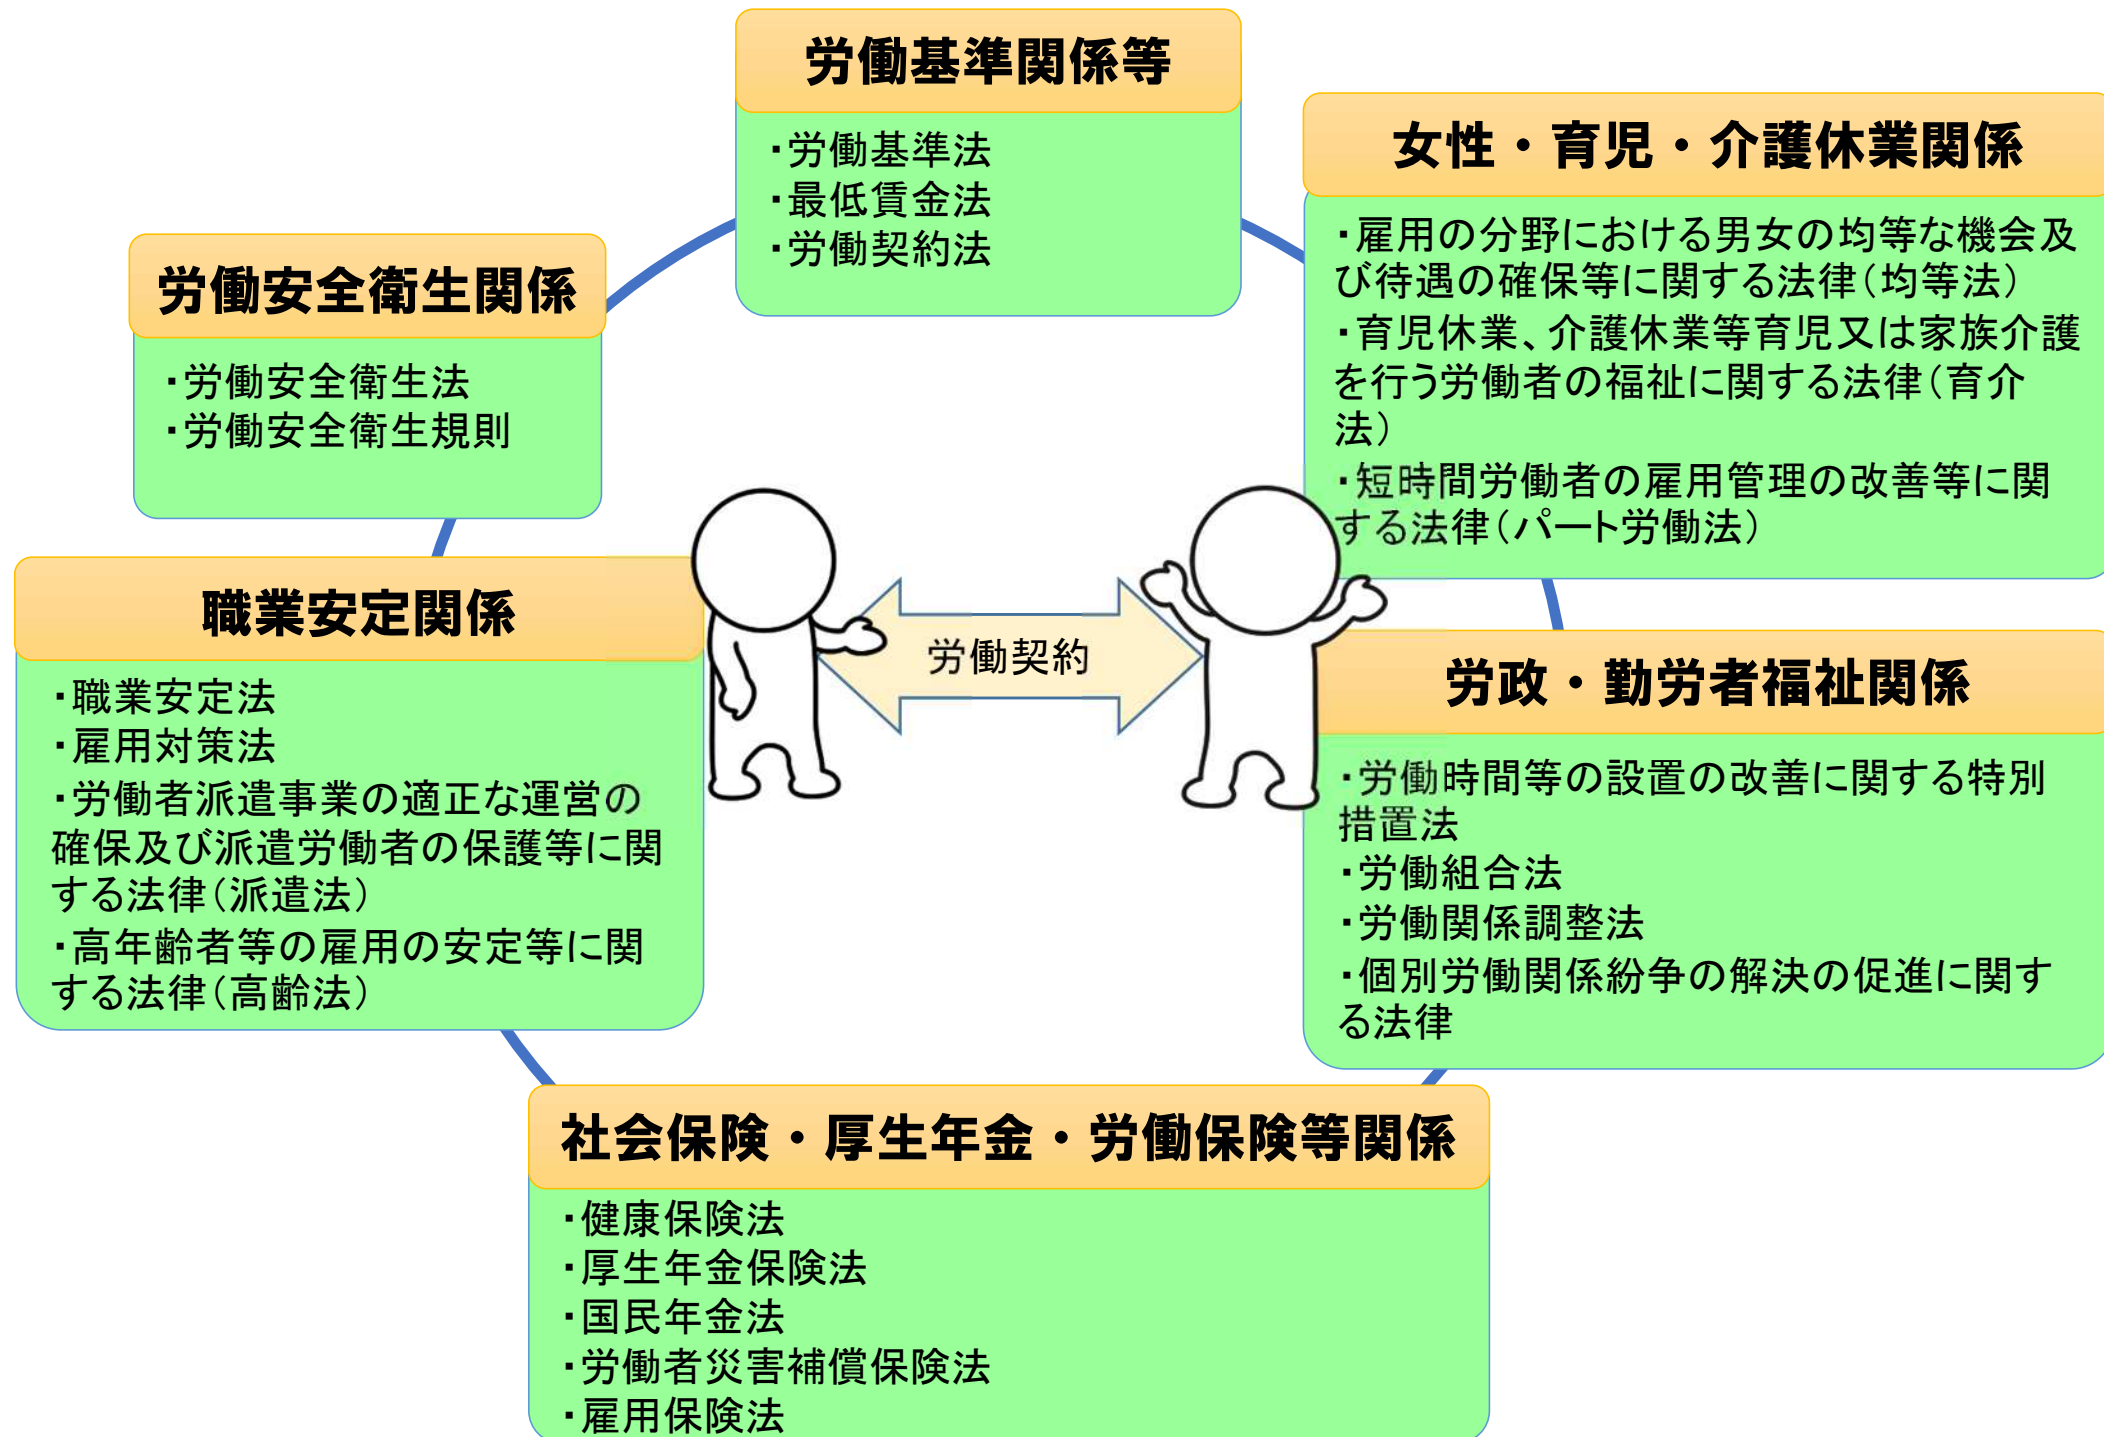 労働基準関係等
・労働基準法
・最低賃金法
・労働契約法
女性・育児・介護休業関係
・雇用の分野における男女の均等な機会及
び待遇の確保等に関する法律（均等法）
・育児休業、介護休業等育児又は家族介護
を行う労働者の福祉に関する法律（育介
法）
・短時間労働者の雇用管理の改善等に関
する法律（パート労働法）
労働安全衛生関係
・労働安全衛生法
・労働安全衛生規則
職業安定関係
・職業安定法
・雇用対策法
・労働者派遣事業の適正な運営の
確保及び派遣労働者の保護等に関
する法律（派遣法）
・高年齢者等の雇用の安定等に関
する法律（高齢法）
労働契約
労政・勤労者福祉関係
・労働時間等の設置の改善に関する特別
措置法
・労働組合法
・労働関係調整法
・個別労働関係紛争の解決の促進に関す
る法律
社会保険・厚生年金・労働保険等関係
・健康保険法
・厚生年金保険法
・国民年金法
・労働者災害補償保険法
・雇用保険法